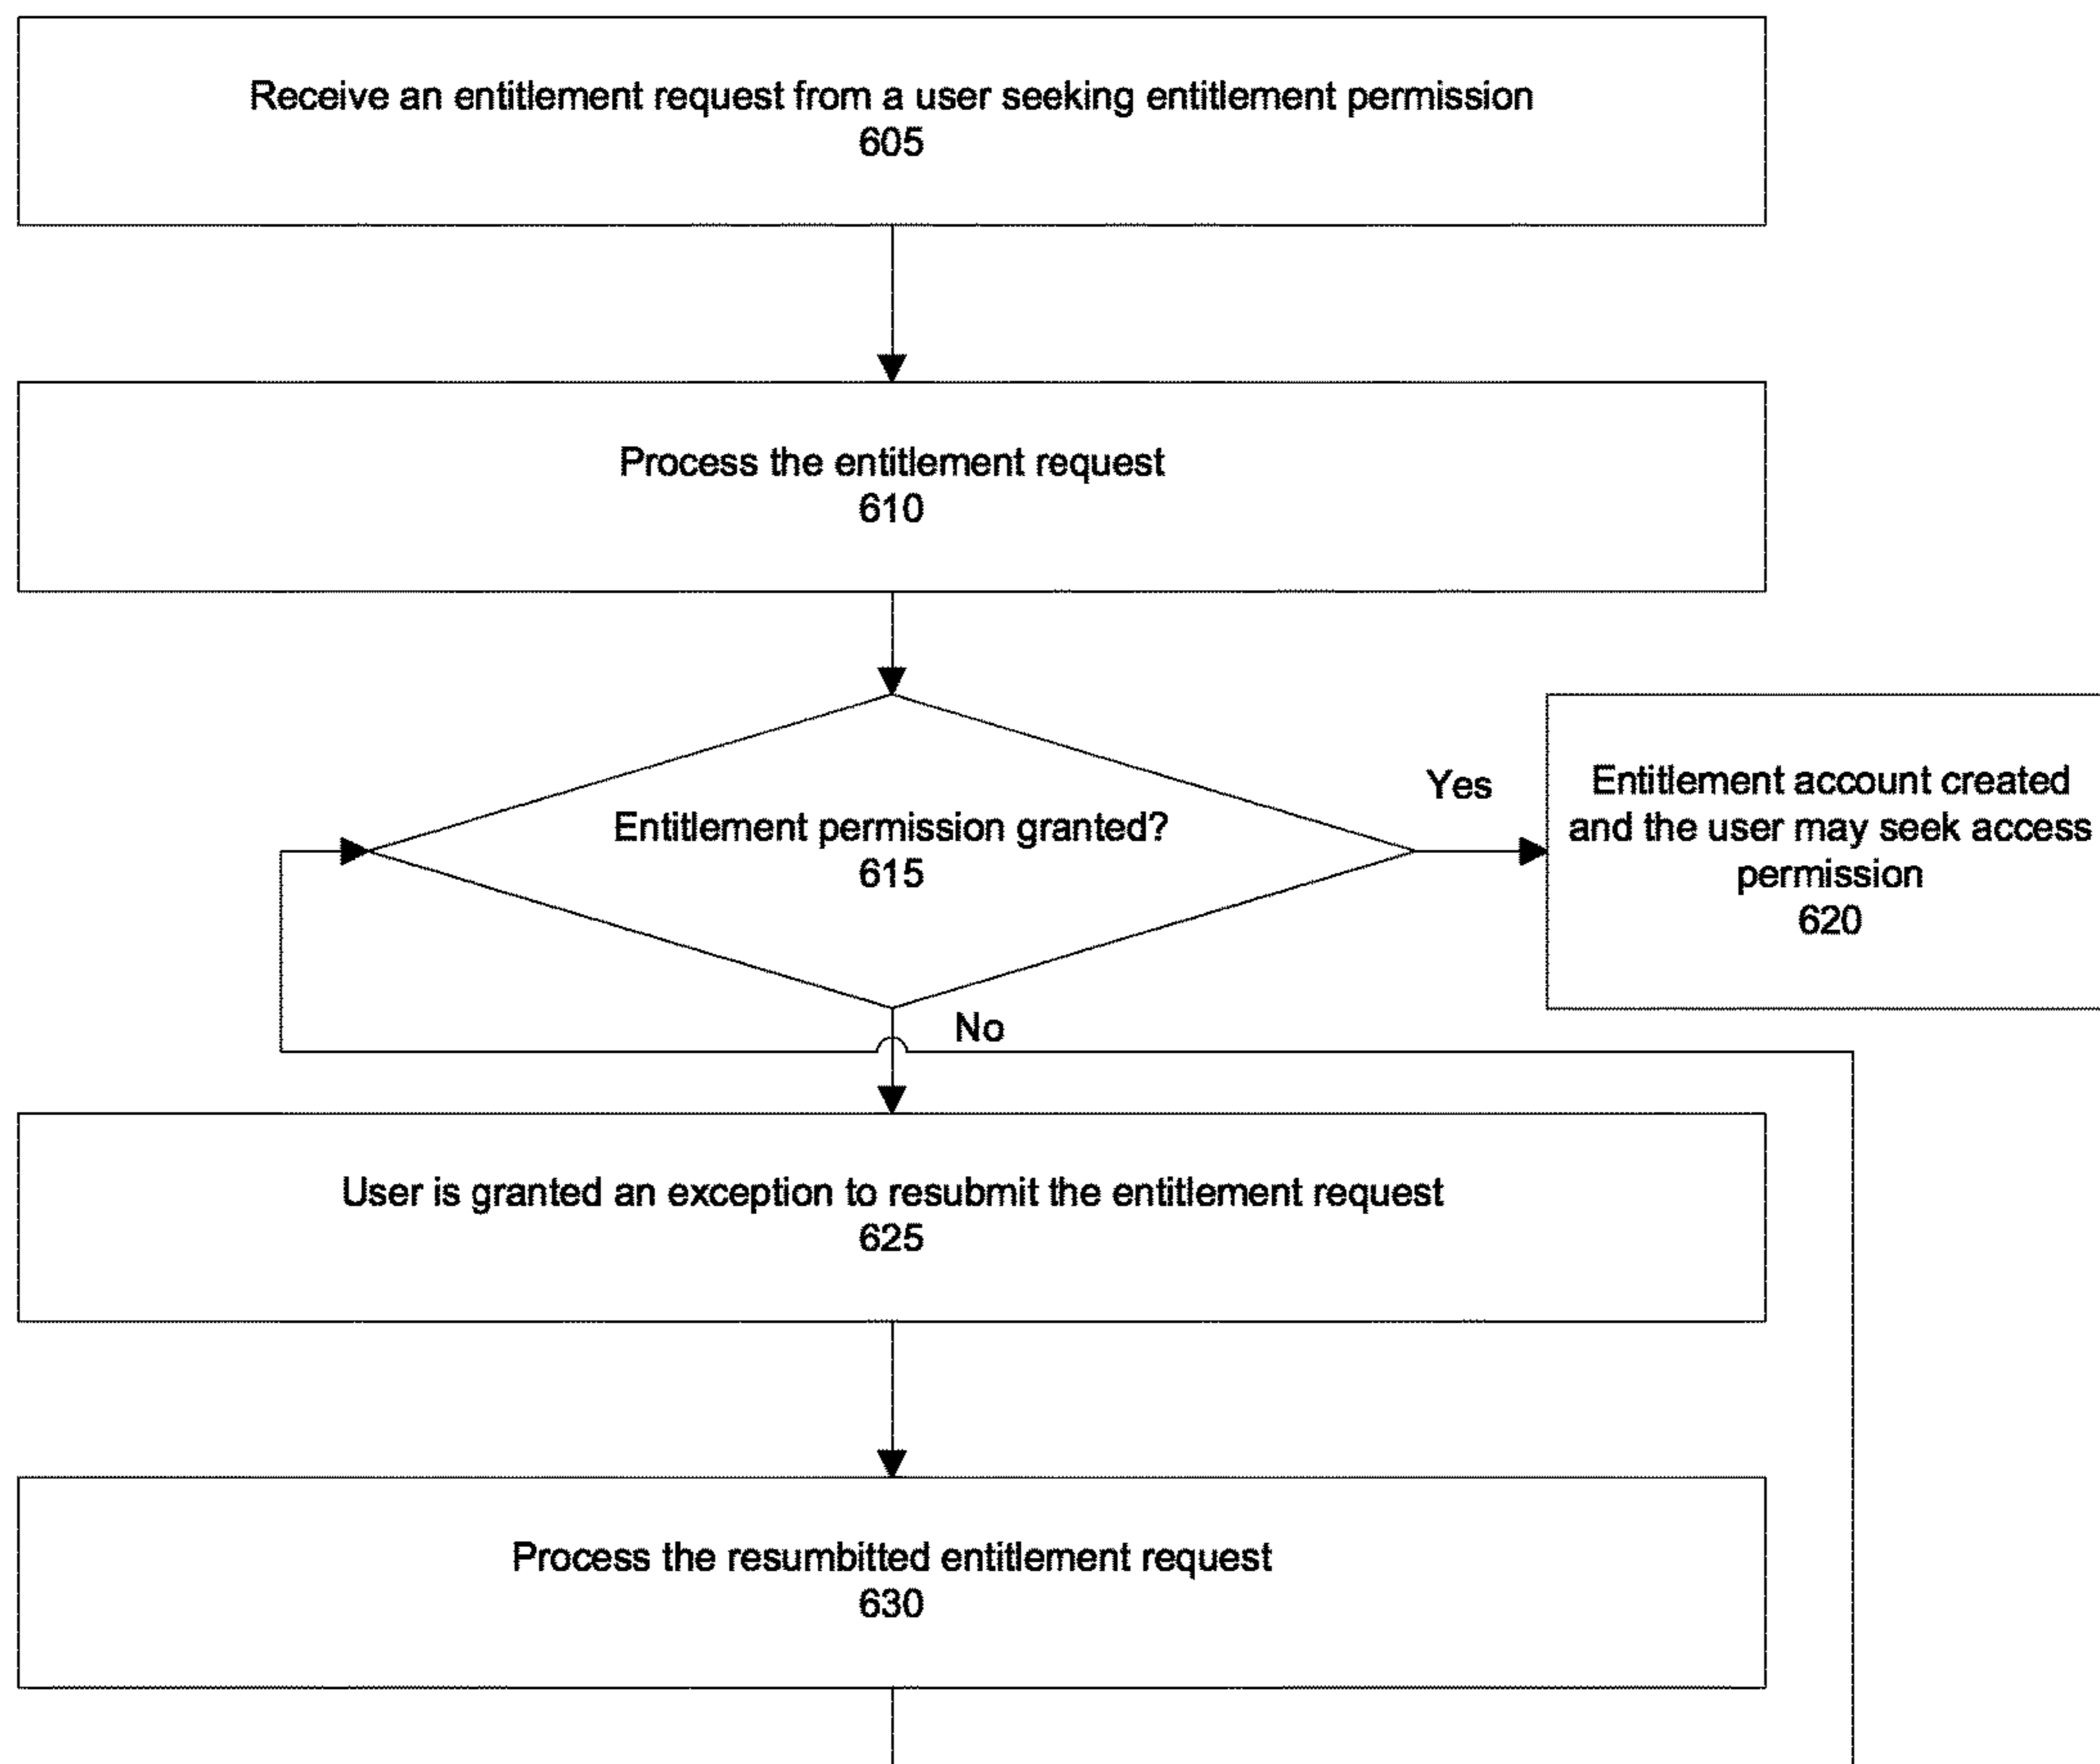 Receive an entitlement request from a user seeking entitlement permission
605
Process the entitlement request
610
Entitlement permission granted?
615
Yes
Entitlement account created
and the user may seek access
permission
620
No
User is granted an exception to resubmit the entitlement request
625
Process the resumbitted entitlement request
630